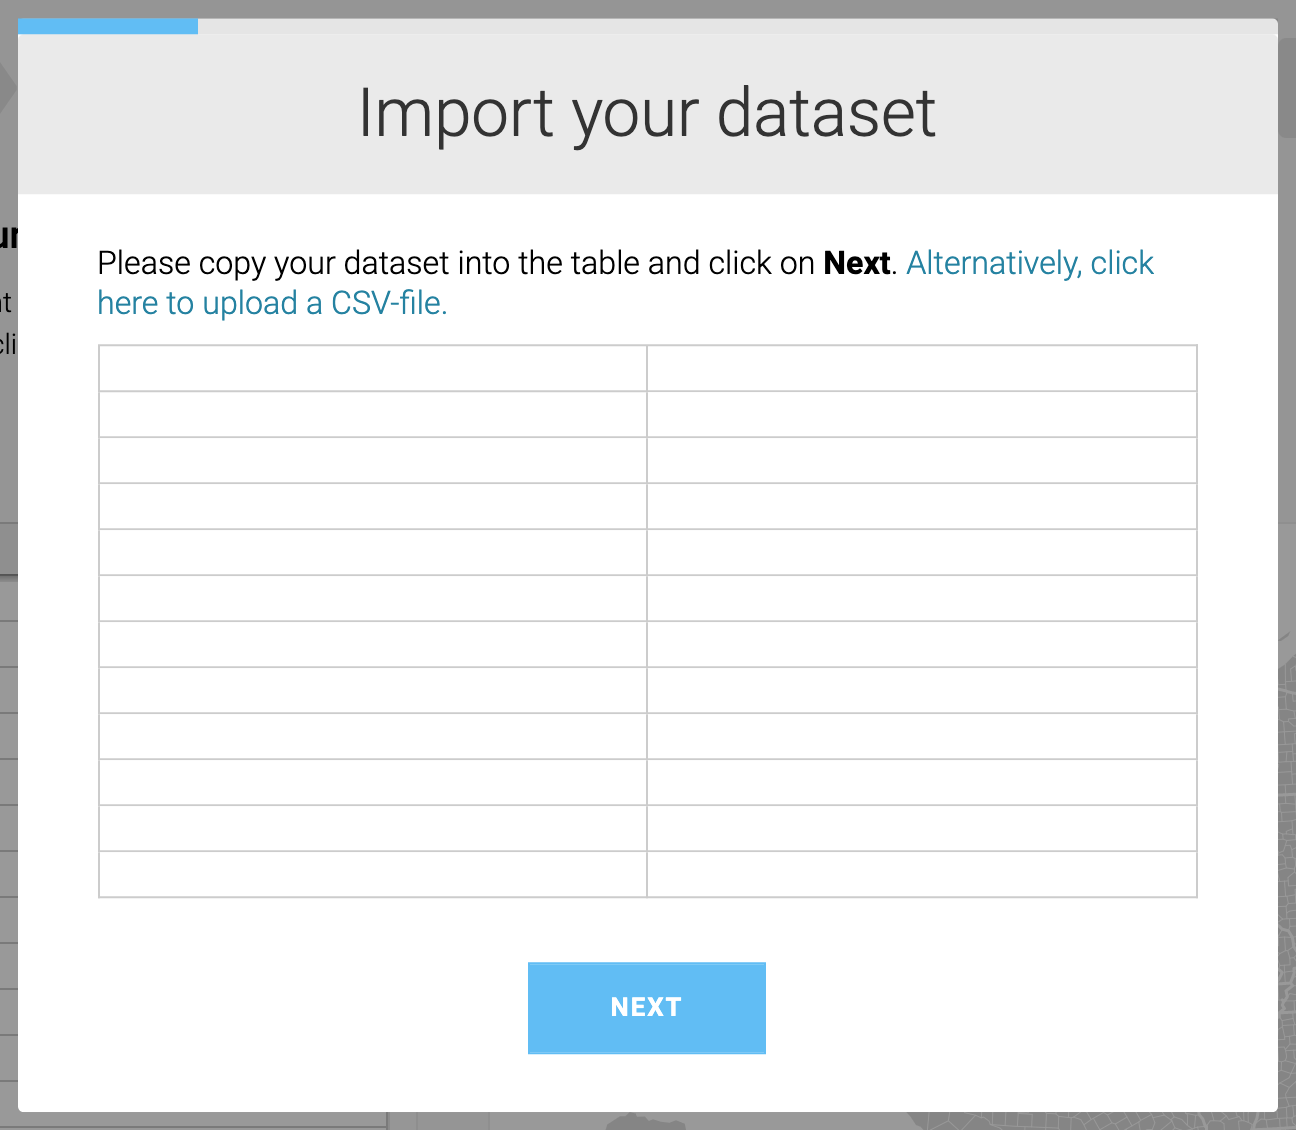 Import your dataset
Please copy your dataset into the table and click on Next. Alternatively, click
here to upload a CSV-file.
NEXT